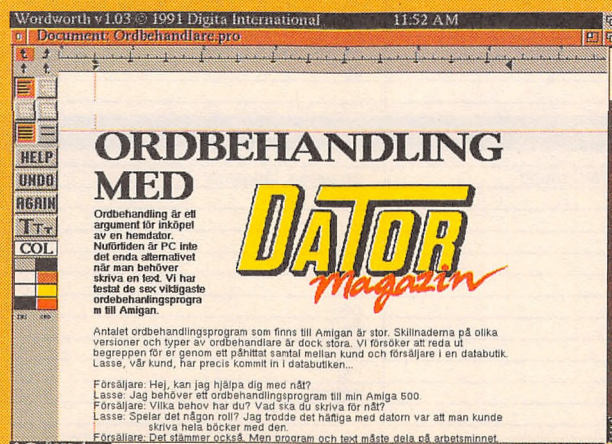 Wordworth v1.03 © 1991 Digita International 11:52 AM
Document: Ordbehandlare.pro
HELP
UNDO
AGAIN
TTT
COL
ORDBEHANDLING
MED
DATOR
magazin
Ordbehandling är ett
argument för inköpet
av en hemdator.
Nuförtiden är PC inte
det enda alternativet
när man behöver
skriva en text. Vi har
testat de sex viktigaste
ordebehanlingsprogra
m till Amigan.
Antalet ordbehandlingsprogram som finns till Amigan är stor. Skillnaderna på olika
versioner och typer av ordbehandlare är dock stora. Vi försöker att reda ut
begreppen för er genom ett påhittat samtal mellan kund och försäljare i en databutik.
Lasse, vår kund, har precis kommit in i databutiken...
Försäljare: Hej, kan jag hjälpa dig med nåt?
Lasse: Jag behöver ett ordbehandlingsprogram till min Amiga 500.
Försäljare: Vilka behov har du? Vad ska du skriva för nåt?
Lasse: Spelar det någon roll? Jag trodde det häftiga med datorn var att man kunde
skriva hela böcker med den.
Försäljare: Det stämmer också. Men program och text måste dela på arbetsminnet,